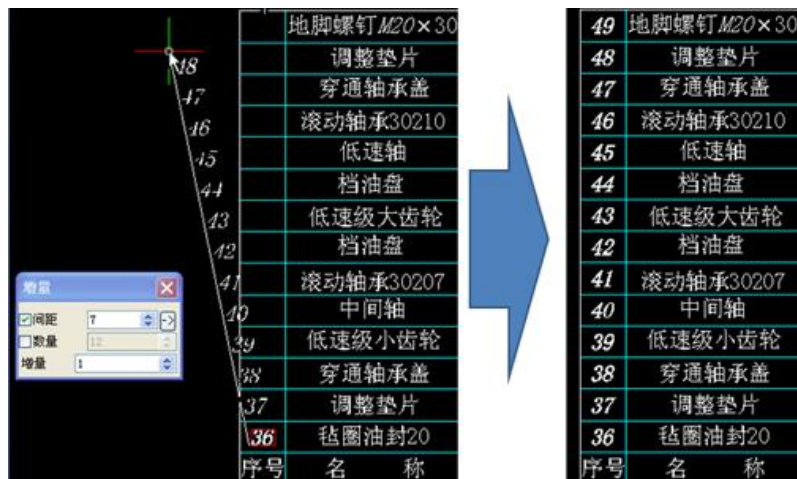 地脚螺钉M20×30
48 调整垫片
47 穿通轴承盖
46 滚动轴承30210
45 低速轴
44 档油盘
43 低速级大齿轮
42 档油盘
41 滚动轴承30207
40 中间轴
39 低速级小齿轮
38 穿通轴承盖
37 调整垫片
36 毡圈油封20
序号 名 称
增量
间距 7 ->
数量 12
增量 1
49 地脚螺钉M20×30
48 调整垫片
47 穿通轴承盖
46 滚动轴承30210
45 低速轴
44 档油盘
43 低速级大齿轮
42 档油盘
41 滚动轴承30207
40 中间轴
39 低速级小齿轮
38 穿通轴承盖
37 调整垫片
36 毡圈油封20
序号 名 称